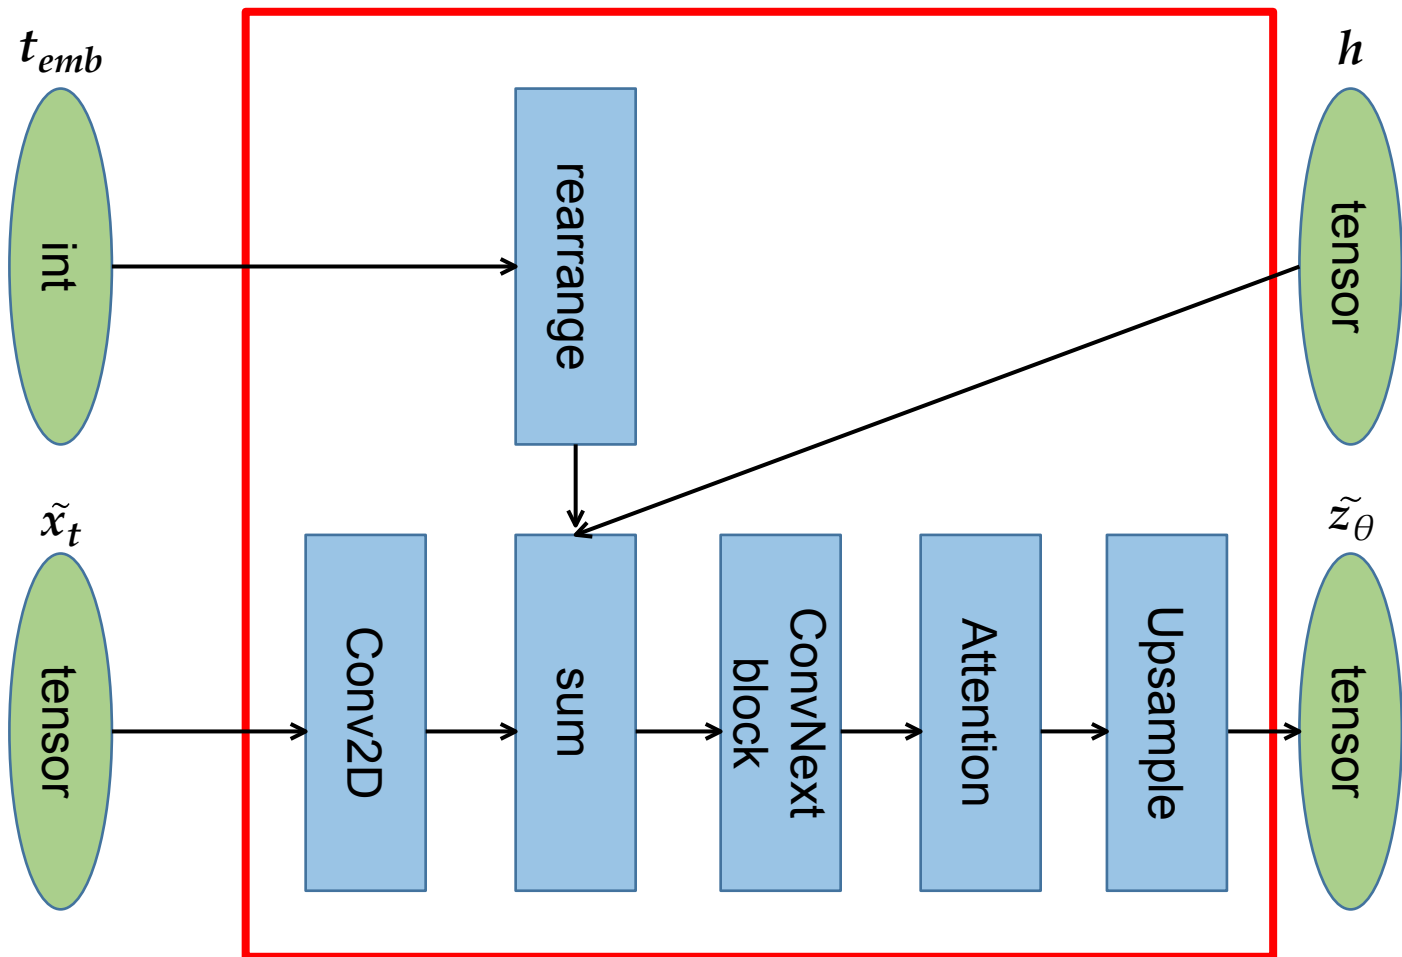 t_emb
h
int
rearrange
tensor
x̃_t
z̃_θ
tensor
Conv2D
sum
ConvNext
block
Attention
Upsample
tensor